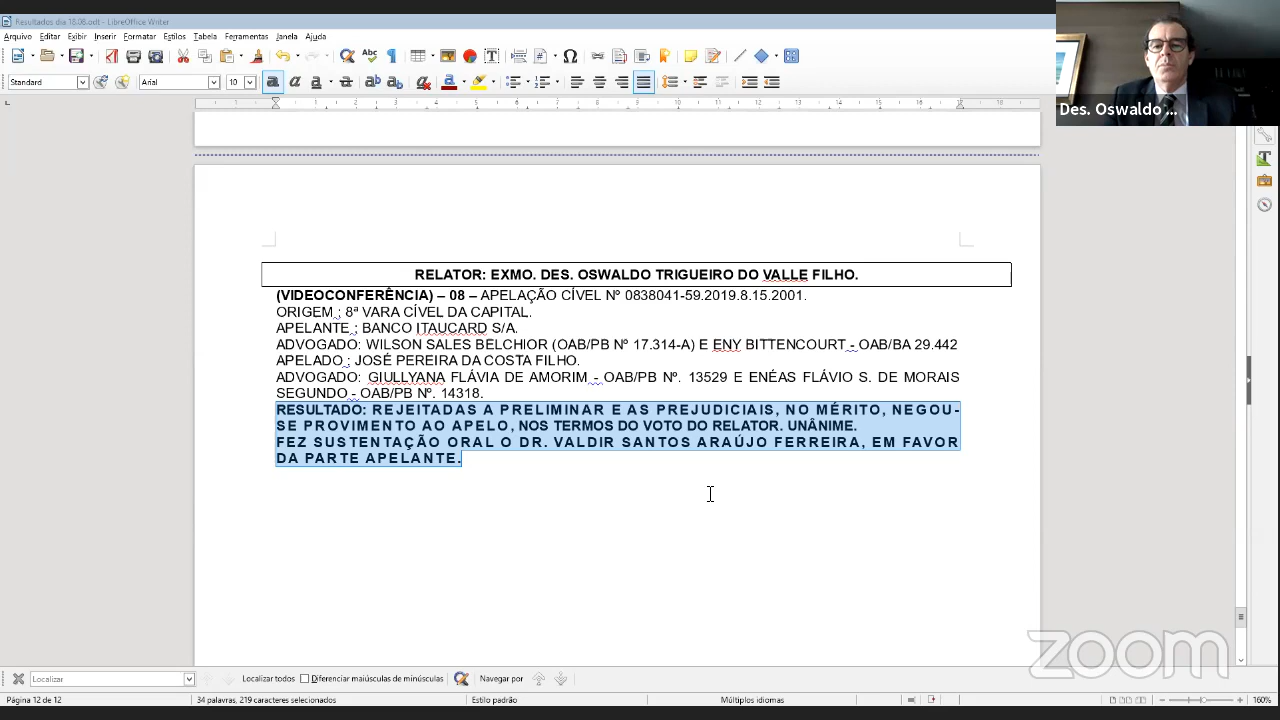 Resultados dia 18.08.odt - LibreOffice Writer
Arquivo Editar Exibir Inserir Formatar Estilos Tabela Ferramentas Janela Ajuda
Standard Arial 10
Des. Oswaldo ...
RELATOR: EXMO. DES. OSWALDO TRIGUEIRO DO VALLE FILHO.
(VIDEOCONFERÊNCIA) – 08 – APELAÇÃO CÍVEL Nº 0838041-59.2019.8.15.2001.
ORIGEM : 8ª VARA CÍVEL DA CAPITAL.
APELANTE : BANCO ITAUCARD S/A.
ADVOGADO: WILSON SALES BELCHIOR (OAB/PB Nº 17.314-A) E ENY BITTENCOURT - OAB/BA 29.442
APELADO : JOSÉ PEREIRA DA COSTA FILHO.
ADVOGADO: GIULLYANA FLÁVIA DE AMORIM - OAB/PB Nº. 13529 E ENÉAS FLÁVIO S. DE MORAIS
SEGUNDO - OAB/PB Nº. 14318.
RESULTADO: REJEITADAS A PRELIMINAR E AS PREJUDICIAIS, NO MÉRITO, NEGOU-
SE PROVIMENTO AO APELO, NOS TERMOS DO VOTO DO RELATOR. UNÂNIME.
FEZ SUSTENTAÇÃO ORAL O DR. VALDIR SANTOS ARAÚJO FERREIRA, EM FAVOR
DA PARTE APELANTE.
zoom
Localizar Localizar todos Diferenciar maiúsculas de minúsculas Navegar por
Página 12 de 12 34 palavras, 219 caracteres selecionados Estilo padrão Múltiplos idiomas 160%